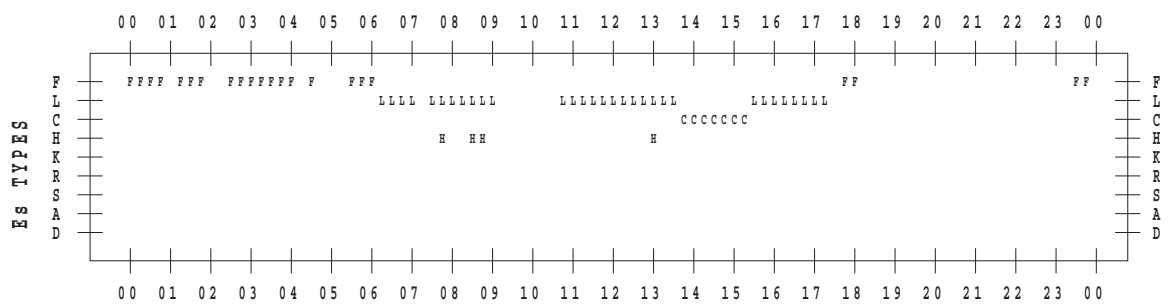 00 01 02 03 04 05 06 07 08 09 10 11 12 13 14 15 16 17 18 19 20 21 22 23 00
F FFFF FFF FFFFFFF F FFF FF FF F
L LLLL LLLLLLL LLLLLLLLLLLL LLLLLLLL L
C CCCCCCC C
H H HH H H
K K
R R
S S
A A
D D
Es TYPES
00 01 02 03 04 05 06 07 08 09 10 11 12 13 14 15 16 17 18 19 20 21 22 23 00